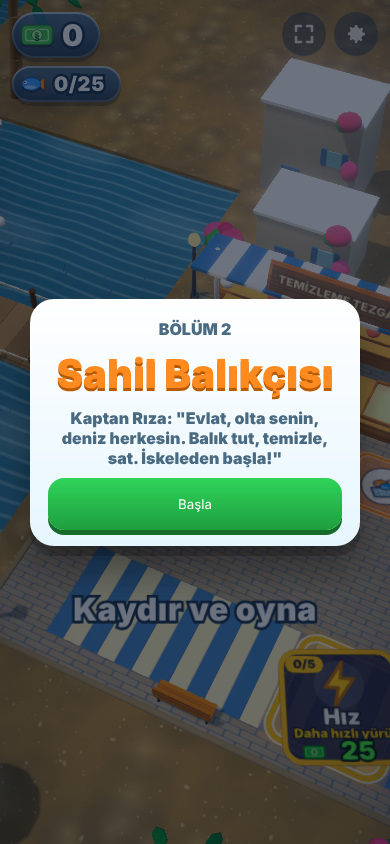 0
0/25
TEMİZLEME TEZGA
BÖLÜM 2
Sahil Balıkçısı
Kaptan Rıza: "Evlat, olta senin,
deniz herkesin. Balık tut, temizle,
sat. İskeleden başla!"
Başla
Kaydır ve oyna
0/5
Hız
Daha hızlı yürü
25